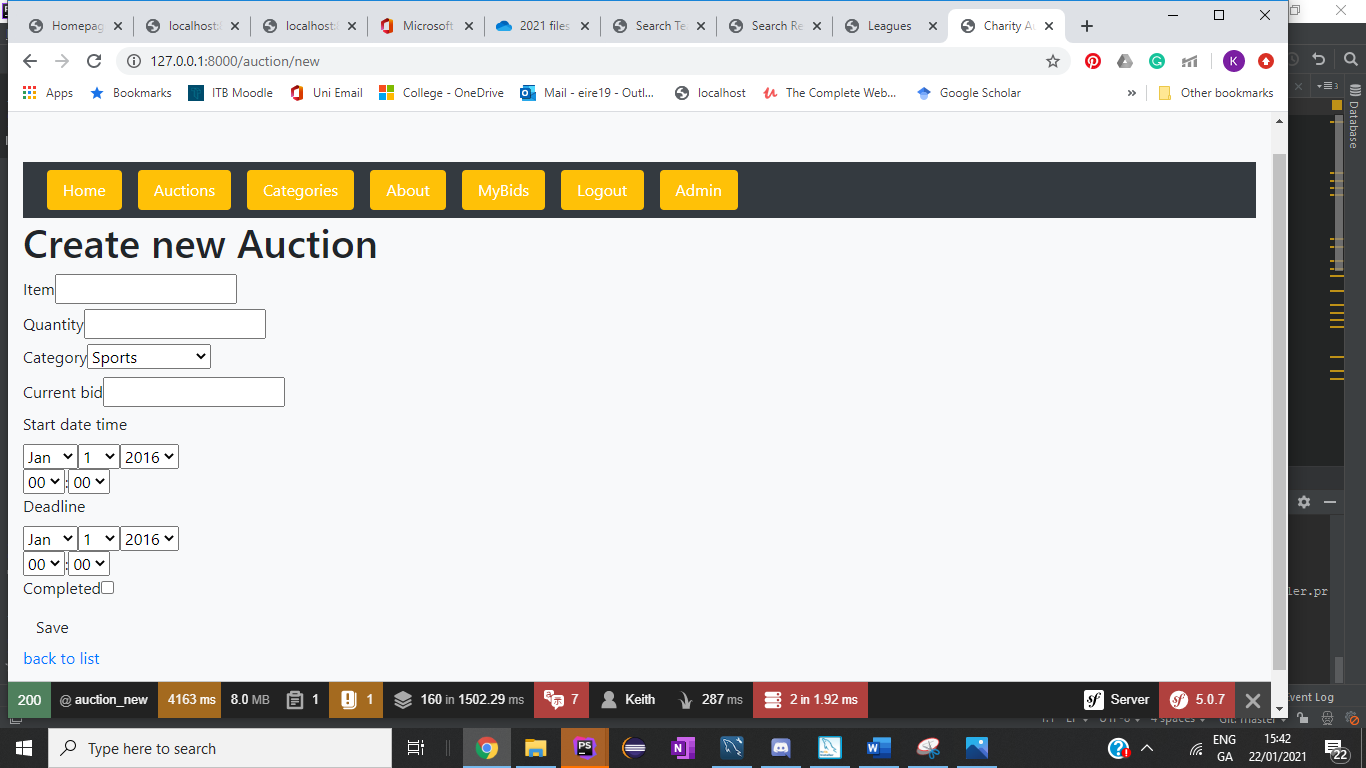 Homepag localhost localhost Microsoft 2021 files Search Te Search Re Leagues Charity Au
127.0.0.1:8000/auction/new K
Apps Bookmarks ITB Moodle Uni Email College - OneDrive Mail - eire19 - Outl... localhost The Complete Web... Google Scholar » Other bookmarks
Database
Home Auctions Categories About MyBids Logout Admin
Create new Auction
Item
Quantity
Category Sports
Current bid
Start date time
Jan 1 2016
00 : 00
Deadline
Jan 1 2016
00 : 00
Completed
ler.pr
Save
back to list
200 @ auction_new 4163 ms 8.0 MB 1 1 160 in 1502.29 ms 7 Keith 287 ms 2 in 1.92 ms sf Server sf 5.0.7
vent Log
Type here to search PS N W ENG 15:42
GA 22/01/2021 22